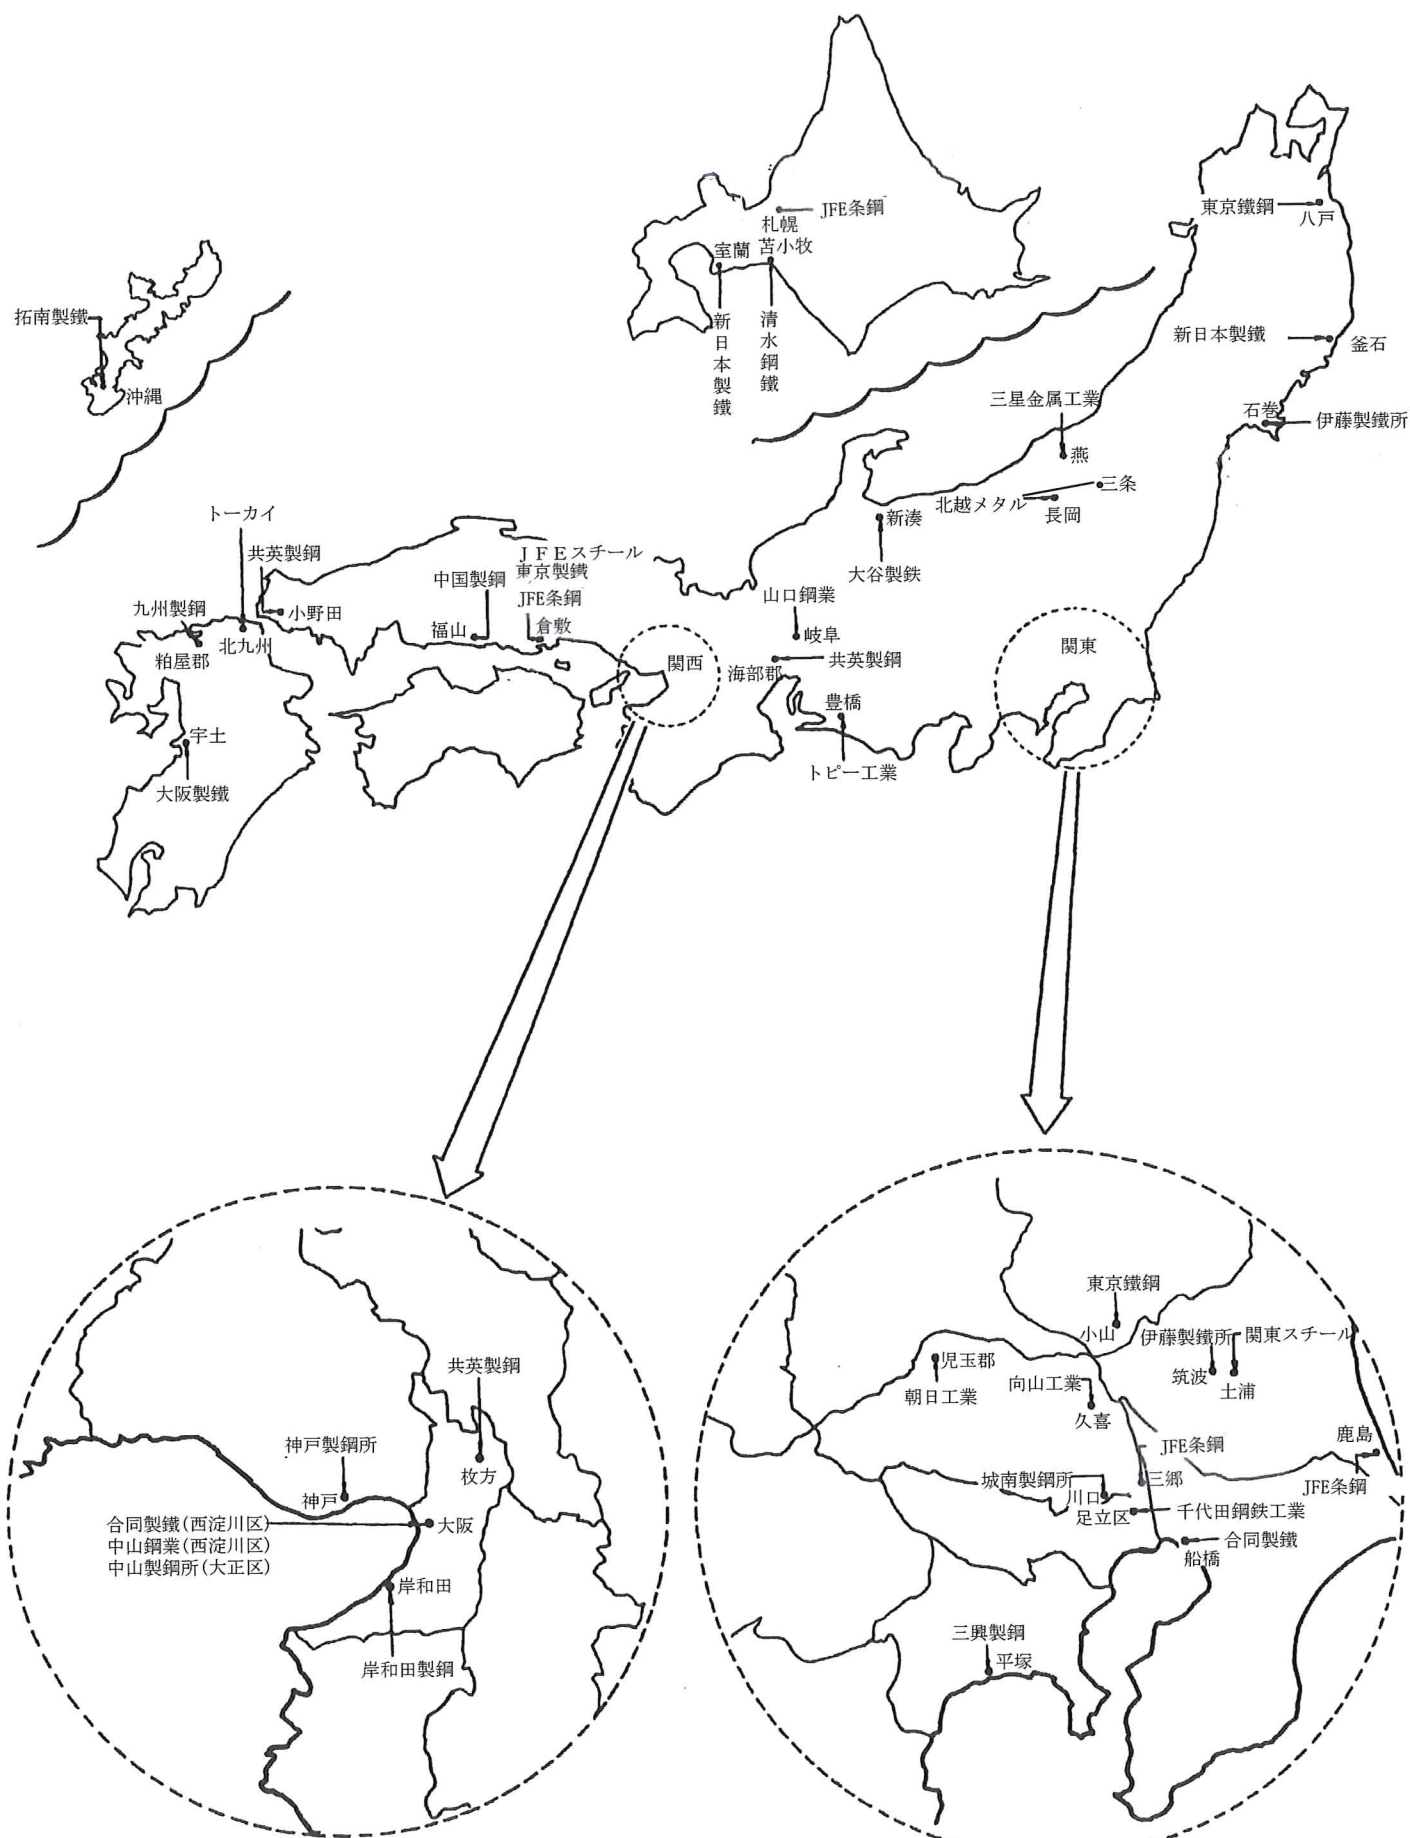 JFE条鋼
札幌
室蘭
苫小牧
新日本製鐵
清水鋼鐵
東京鐵鋼
八戸
新日本製鐵
釜石
石巻
伊藤製鐵所
三星金属工業
燕
三条
北越メタル
長岡
新湊
大谷製鉄
拓南製鐵
沖縄
トーカイ
共英製鋼
小野田
九州製鋼
粕屋郡
北九州
宇土
大阪製鐵
中国製鋼
福山
JFEスチール
東京製鐵
JFE条鋼
倉敷
関西
山口鋼業
岐阜
海部郡
共英製鋼
豊橋
トピー工業
関東
共英製鋼
枚方
神戸製鋼所
神戸
合同製鐵(西淀川区)
中山鋼業(西淀川区)
中山製鋼所(大正区)
大阪
岸和田
岸和田製鋼
東京鐵鋼
小山
伊藤製鐵所
関東スチール
筑波
土浦
児玉郡
朝日工業
向山工業
久喜
鹿島
JFE条鋼
JFE条鋼
三郷
城南製鋼所
川口
足立区
千代田鋼鉄工業
合同製鐵
船橋
三興製鋼
平塚